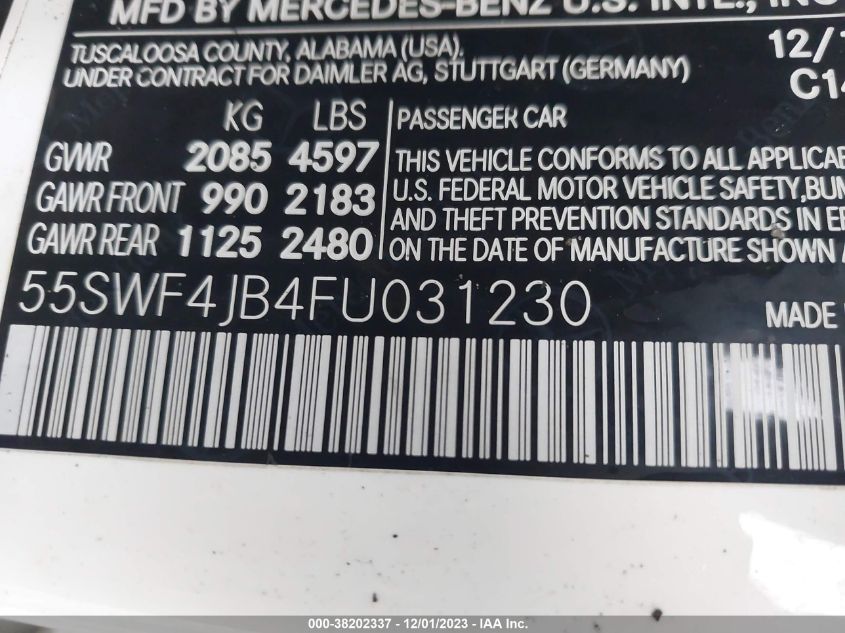 MFD BY MERCEDES-BENZ U.S. INTL., INC
TUSCALOOSA COUNTY, ALABAMA (USA),
UNDER CONTRACT FOR DAIMLER AG, STUTTGART (GERMANY)
12/1
C14
KG LBS
GVWR 2085 4597
GAWR FRONT 990 2183
GAWR REAR 1125 2480
PASSENGER CAR
THIS VEHICLE CONFORMS TO ALL APPLICAB
U.S. FEDERAL MOTOR VEHICLE SAFETY, BUM
AND THEFT PREVENTION STANDARDS IN EF
ON THE DATE OF MANUFACTURE SHOWN A
55SWF4JB4FU031230
MADE
000-38202337 - 12/01/2023 - IAA Inc.